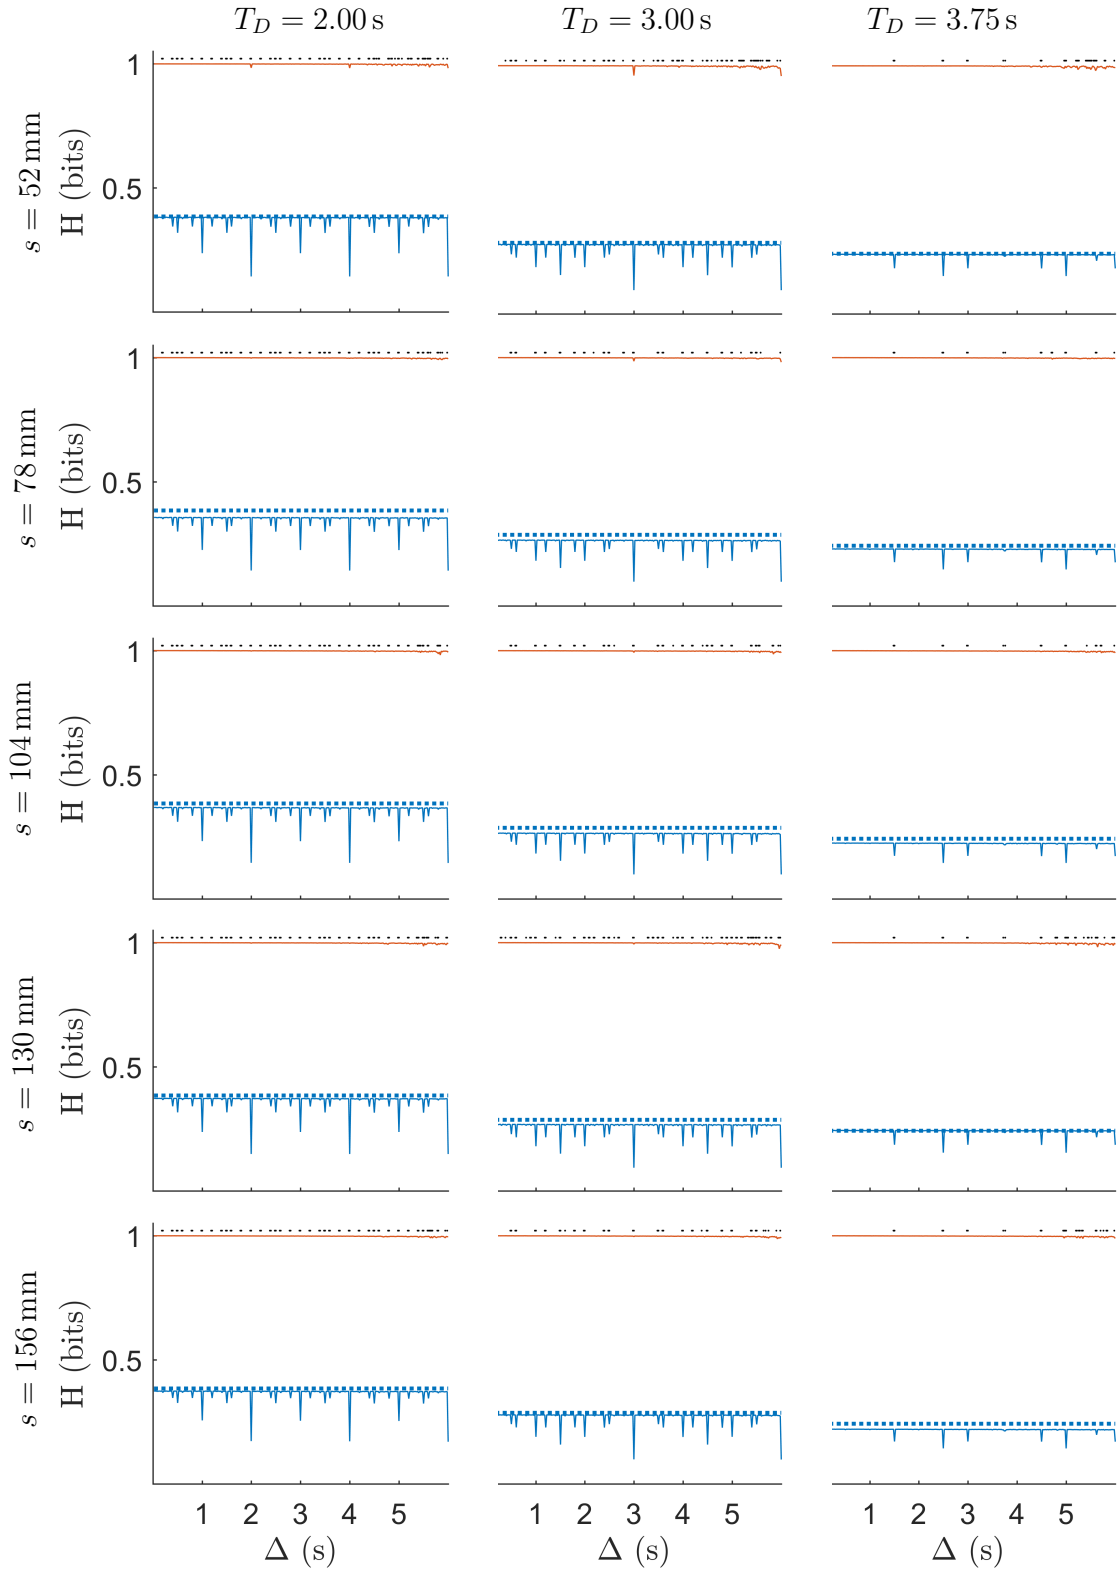 T_D = 2.00 s T_D = 3.00 s T_D = 3.75 s
s = 52 mm
H (bits)
1
0.5
s = 78 mm
H (bits)
1
0.5
s = 104 mm
H (bits)
1
0.5
s = 130 mm
H (bits)
1
0.5
s = 156 mm
H (bits)
1
0.5
1 2 3 4 5 1 2 3 4 5 1 2 3 4 5
Δ (s) Δ (s) Δ (s)